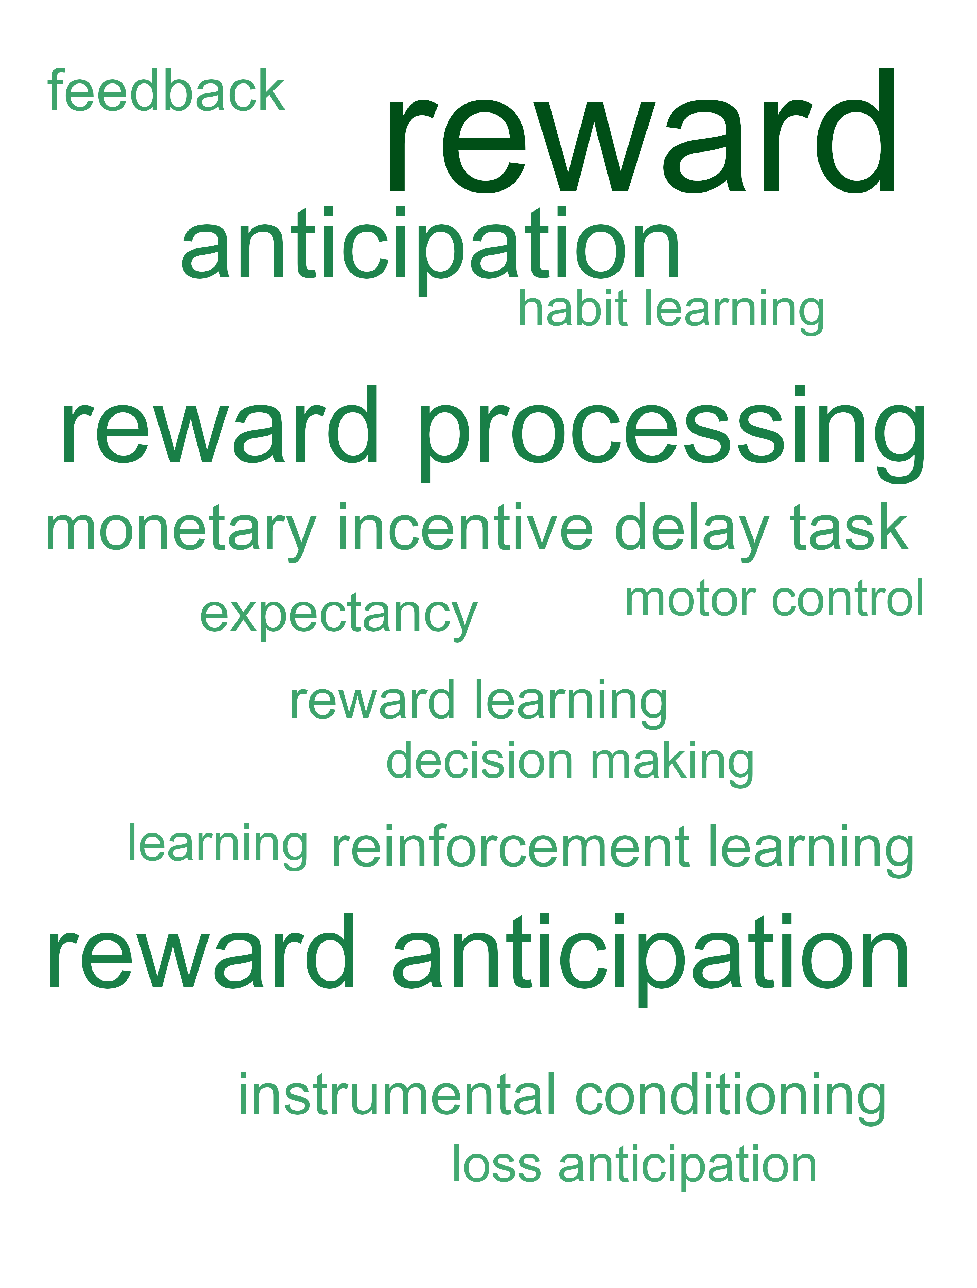 feedback
reward
anticipation
habit learning
reward processing
monetary incentive delay task
expectancy
motor control
reward learning
decision making
learning
reinforcement learning
reward anticipation
instrumental conditioning
loss anticipation